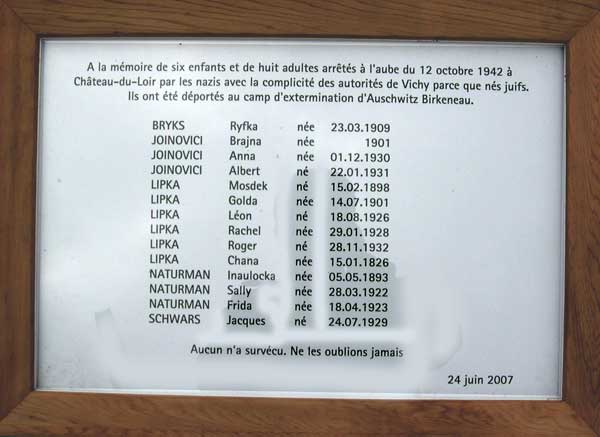 A la mémoire de six enfants et de huit adultes arrêtés à l'aube du 12 octobre 1942 à
Château-du-Loir par les nazis avec la complicité des autorités de Vichy parce que nés juifs.
Ils ont été déportés au camp d'extermination d'Auschwitz Birkeneau.
BRYKS Ryfka née 23.03.1909
JOINOVICI Brajna née 1901
JOINOVICI Anna née 01.12.1930
JOINOVICI Albert né 22.01.1931
LIPKA Mosdek né 15.02.1898
LIPKA Golda née 14.07.1901
LIPKA Léon né 18.08.1926
LIPKA Rachel née 29.01.1928
LIPKA Roger né 28.11.1932
LIPKA Chana née 15.01.1826
NATURMAN Inaulocka née 05.05.1893
NATURMAN Sally née 28.03.1922
NATURMAN Frida née 18.04.1923
SCHWARS Jacques né 24.07.1929
Aucun n'a survécu. Ne les oublions jamais
24 juin 2007